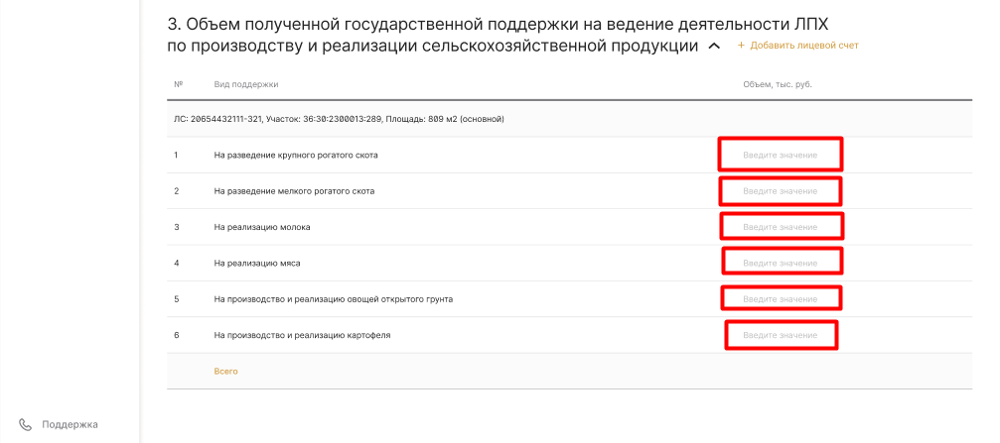 3. Объем полученной государственной поддержки на ведение деятельности ЛПХ
по производству и реализации сельскохозяйственной продукции + Добавить лицевой счет
№ Вид поддержки Объем, тыс. руб.
ЛС: 20654432111-321, Участок: 36:30:2300013:289, Площадь: 809 м2 (основной)
1 На разведение крупного рогатого скота Введите значение
2 На разведение мелкого рогатого скота Введите значение
3 На реализацию молока Введите значение
4 На реализацию мяса Введите значение
5 На производство и реализацию овощей открытого грунта Введите значение
6 На производство и реализацию картофеля Введите значение
Всего
Поддержка